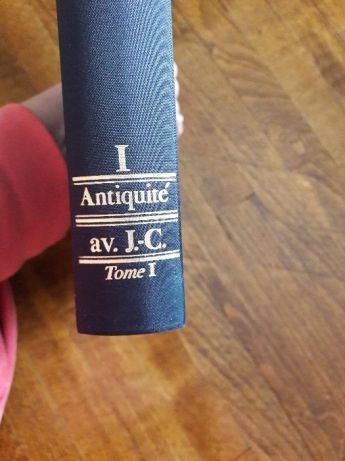 I
Antiquité
av. J.-C.
Tome I